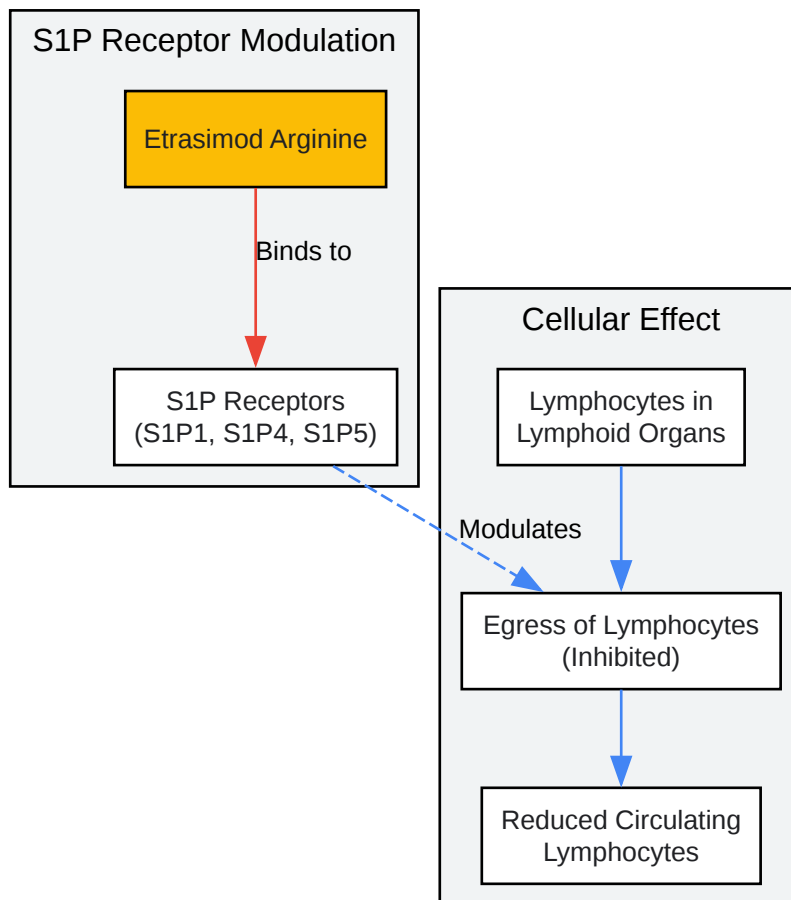 S1P Receptor Modulation
Etrasimod Arginine
Binds to
S1P Receptors
(S1P1, S1P4, S1P5)
Cellular Effect
Lymphocytes in
Lymphoid Organs
Modulates
Egress of Lymphocytes
(Inhibited)
Reduced Circulating
Lymphocytes